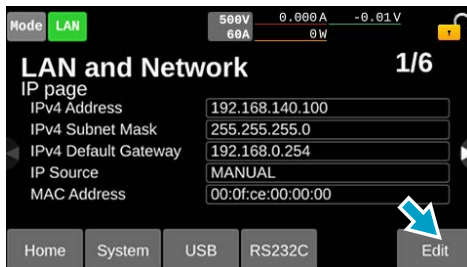 Mode LAN 500V 0.000A -0.01V
60A 0W
LAN and Network 1/6
IP page
IPv4 Address 192.168.140.100
IPv4 Subnet Mask 255.255.255.0
IPv4 Default Gateway 192.168.0.254
IP Source MANUAL
MAC Address 00:0f:ce:00:00:00
Home System USB RS232C Edit